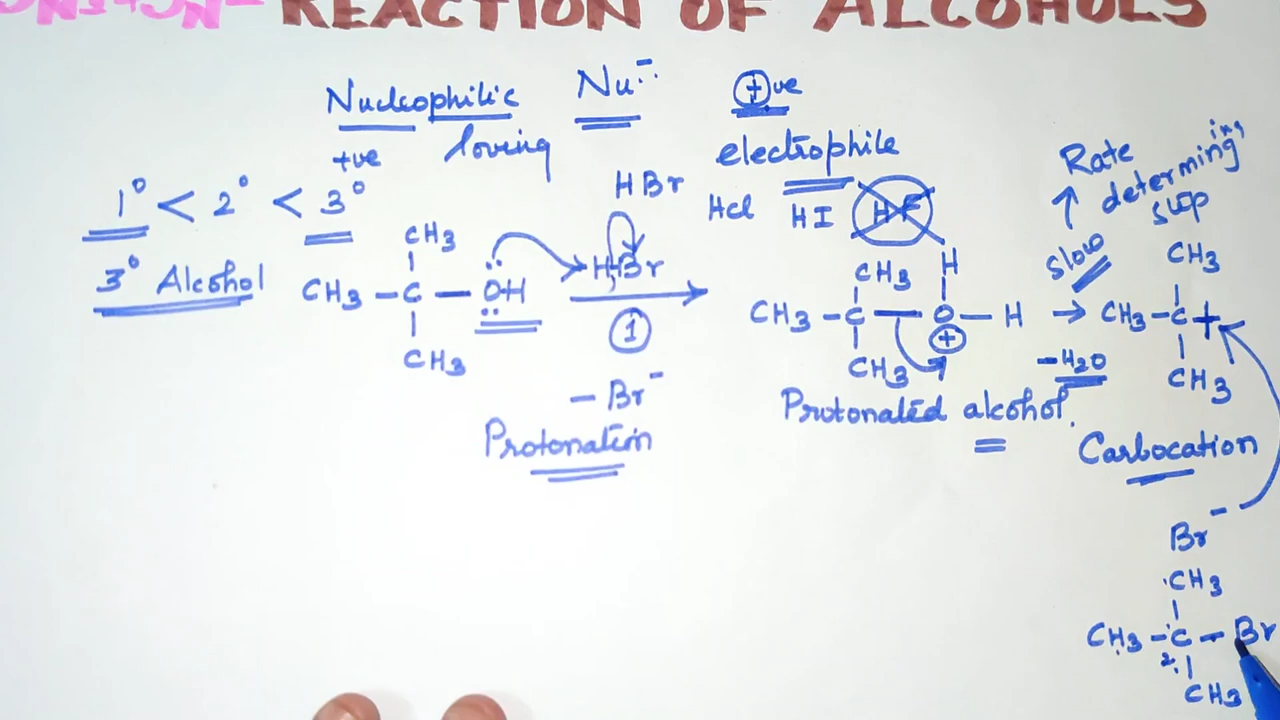 REACTION OF ALCOHOLS
Nucleophilic Nu⁻:
+ve loving
+ve
electrophile
HBr
HCl HI HF
1° < 2° < 3°
3° Alcohol
CH3
CH3 – C – OH
CH3
H–Br
1
– Br⁻
Protonation
H
CH3
CH3 – C – O – H
+
CH3
Protonated alcohol.
Rate
determining
step
slow
→
– H2O
CH3
CH3 – C +
CH3
Carbocation
Br⁻
CH3
CH3 – C – Br
2
CH3